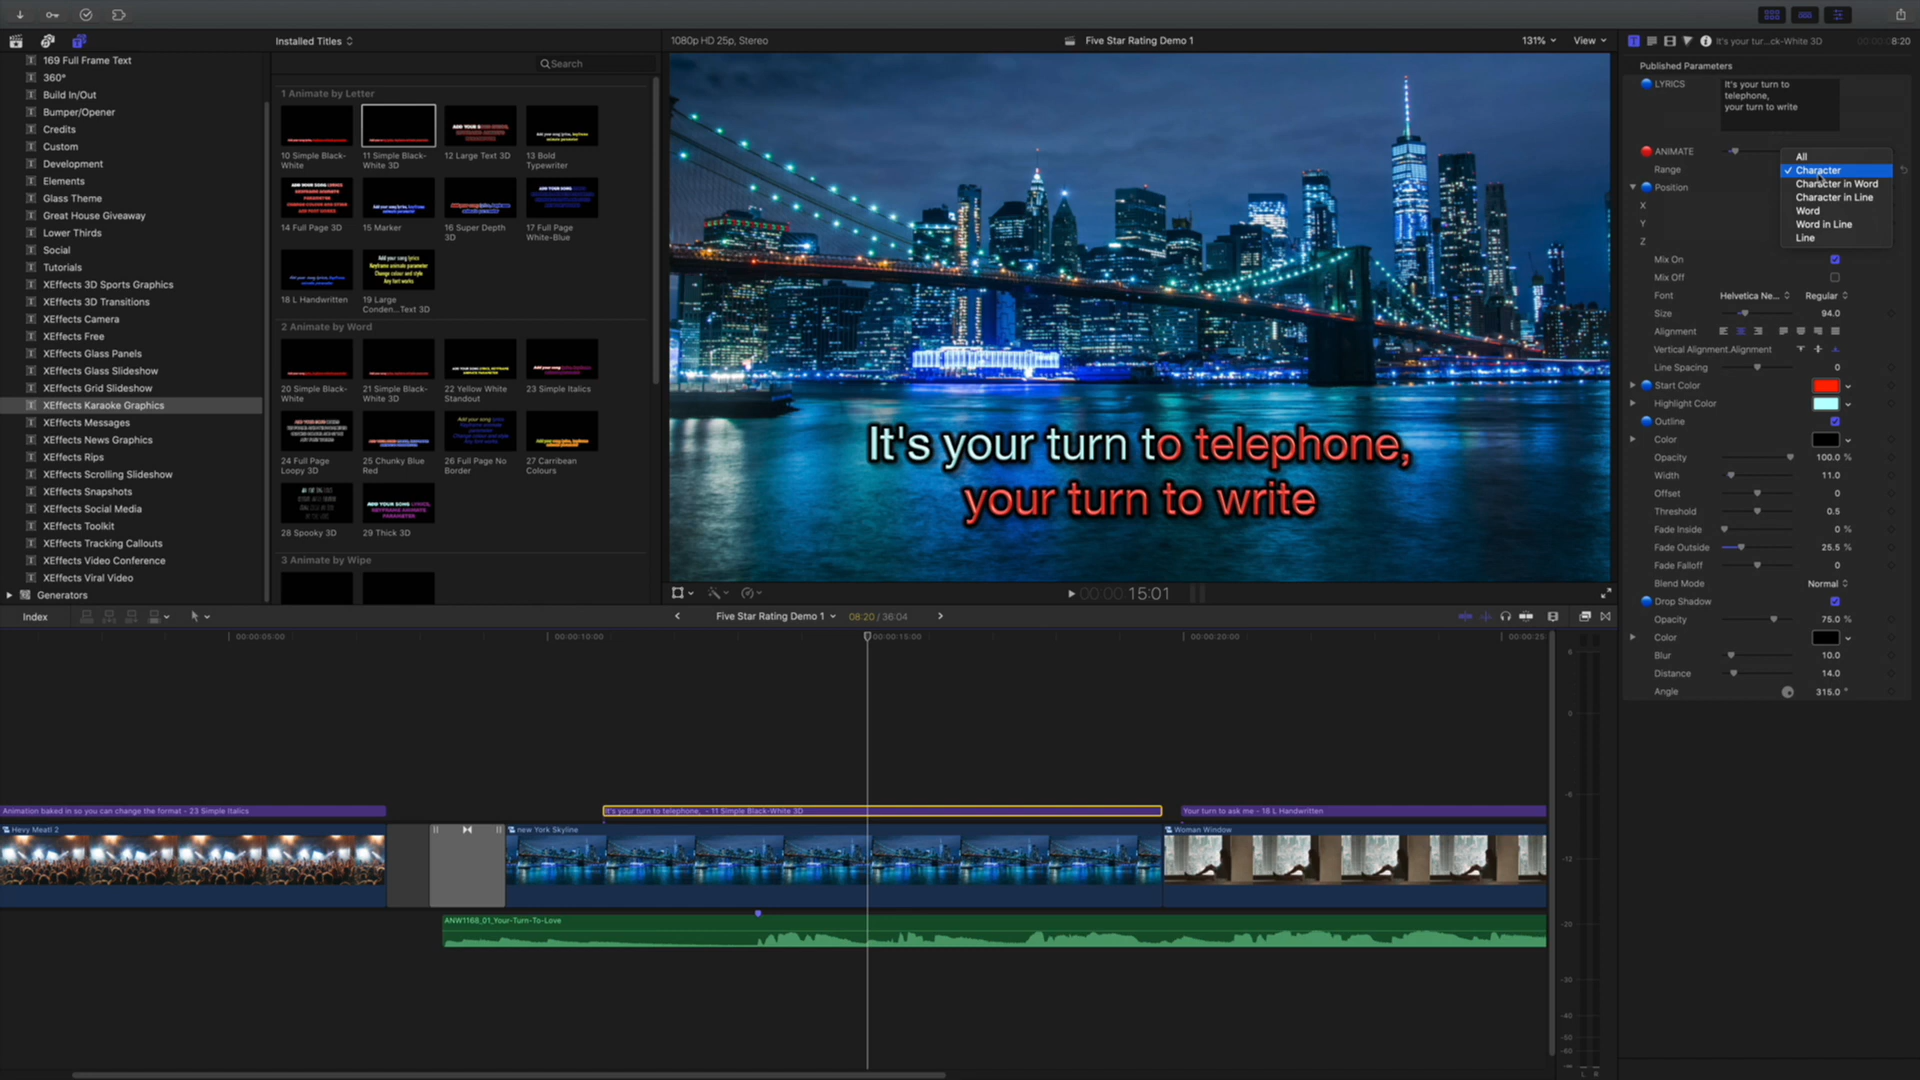 Installed Titles
1080p HD 25p, Stereo
Five Star Rating Demo 1
131%
View
It's your tur...ck-White 3D
8:20
169 Full Frame Text
360°
Build In/Out
Bumper/Opener
Credits
Custom
Development
Elements
Glass Theme
Great House Giveaway
Lower Thirds
Social
Tutorials
XEffects 3D Sports Graphics
XEffects 3D Transitions
XEffects Camera
XEffects Free
XEffects Glass Panels
XEffects Glass Slideshow
XEffects Grid Slideshow
XEffects Karaoke Graphics
XEffects Messages
XEffects News Graphics
XEffects Rips
XEffects Scrolling Slideshow
XEffects Snapshots
XEffects Social Media
XEffects Toolkit
XEffects Tracking Callouts
XEffects Video Conference
XEffects Viral Video
Generators
Search
1 Animate by Letter
10 Simple Black-White
11 Simple Black-White 3D
12 Large Text 3D
13 Bold Typewriter
14 Full Page 3D
15 Marker
16 Super Depth 3D
17 Full Page White-Blue
18 L Handwritten
19 Large Conden...Text 3D
2 Animate by Word
20 Simple Black-White
21 Simple Black-White 3D
22 Yellow White Standout
23 Simple Italics
24 Full Page Loopy 3D
25 Chunky Blue Red
26 Full Page No Border
27 Carribean Colours
28 Spooky 3D
29 Thick 3D
3 Animate by Wipe
It's your turn to telephone,
your turn to write
00:00 15:01
Published Parameters
LYRICS
It's your turn to
telephone,
your turn to write
ANIMATE
Range
All
Character
Character in Word
Character in Line
Word
Word in Line
Line
Position
X
Y
Z
Mix On
Mix Off
Font Helvetica Ne... Regular
Size 94.0
Alignment
Vertical Alignment.Alignment
Line Spacing 0
Start Color
Highlight Color
Outline
Color
Opacity 100.0 %
Width 11.0
Offset 0
Threshold 0.5
Fade Inside 0 %
Fade Outside 25.5 %
Fade Falloff 0
Blend Mode Normal
Drop Shadow
Opacity 75.0 %
Color
Blur 10.0
Distance 14.0
Angle 315.0 °
Index
Five Star Rating Demo 1
08:20 / 36:04
00:00:05:00
00:00:10:00
00:00:15:00
00:00:20:00
00:00:25
Animation baked in so you can change the format - 23 Simple Italics
It's your turn to telephone, - 11 Simple Black-White 3D
Your turn to ask me - 18 L Handwritten
Hevy Meatl 2
new York Skyline
Woman Window
ANW1168_01_Your-Turn-To-Love
6
0
-6
-12
-20
-30
-40
-50
-60
L R